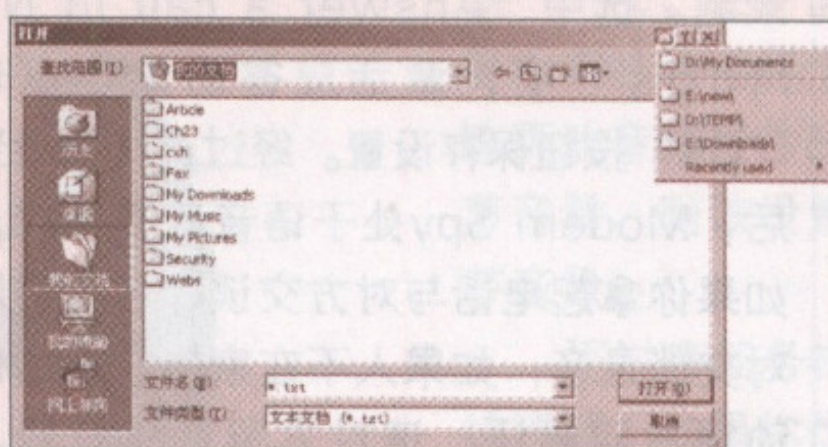 打开
查找范围(I)
我的文档
D:\My Documents
E:\new\
D:\TEMP\
E:\Downloads\
Recently used
Article
Ch23
cxh
Fax
My Downloads
My Music
My Pictures
Security
Webs
历史
桌面
我的文档
我的电脑
网上邻居
文件名(N)
*.txt
打开(O)
文件类型(T)
文本文档 (*.txt)
取消
钮保存设置。经过
Modem Spy处于语音
如果你拿起电话与对方交谈